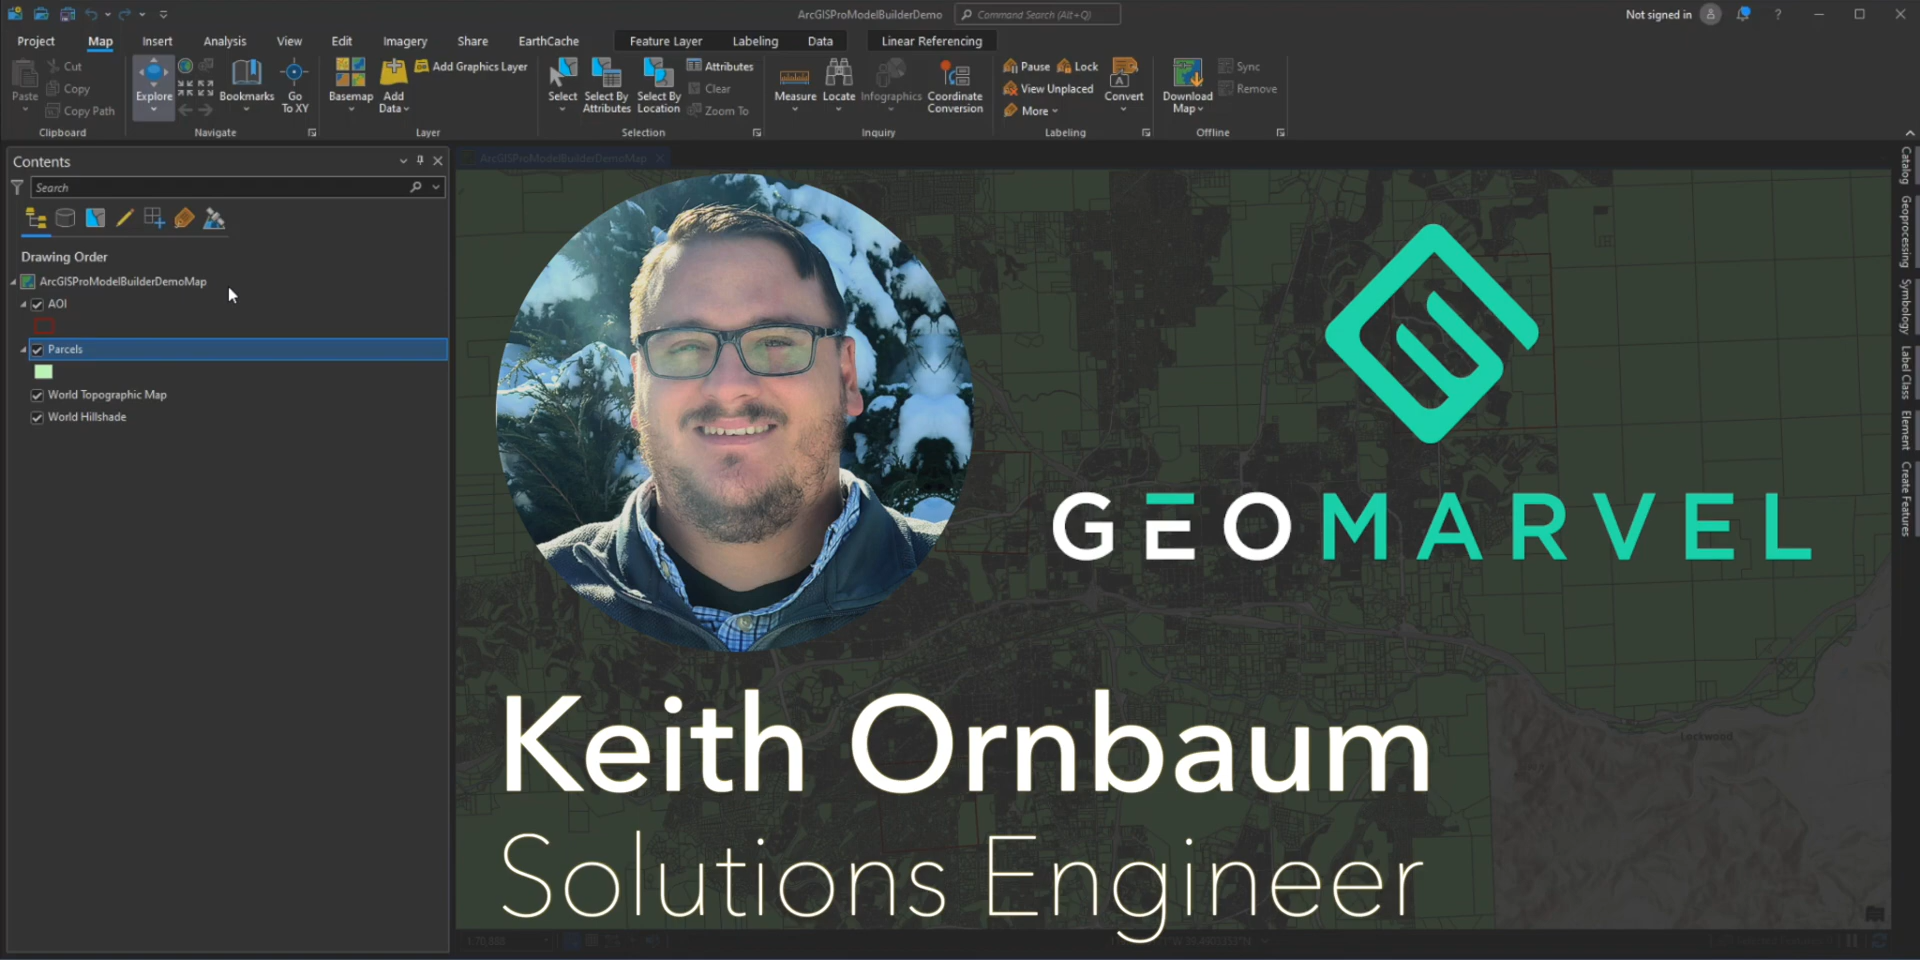 ArcGISProModelBuilderDemo
Command Search (Alt+Q)
Not signed in
?
Project
Map
Insert
Analysis
View
Edit
Imagery
Share
EarthCache
Feature Layer
Labeling
Data
Linear Referencing
Paste
Cut
Copy
Copy Path
Clipboard
Explore
Bookmarks
Go To XY
Navigate
Basemap
Add Data
Add Graphics Layer
Layer
Select
Select By Attributes
Select By Location
Attributes
Clear
Zoom To
Selection
Measure
Locate
Infographics
Coordinate Conversion
Inquiry
Pause
Lock
View Unplaced
More
Convert
Labeling
Download Map
Sync
Remove
Offline
Contents
Search
Drawing Order
ArcGISProModelBuilderDemoMap
AOI
Parcels
World Topographic Map
World Hillshade
ArcGISProModelBuilderDemoMap
GEOMARVEL
Keith Ornbaum
Solutions Engineer
Lockwood
Catalog
Geoprocessing
Symbology
Label Class
Element
Create Features